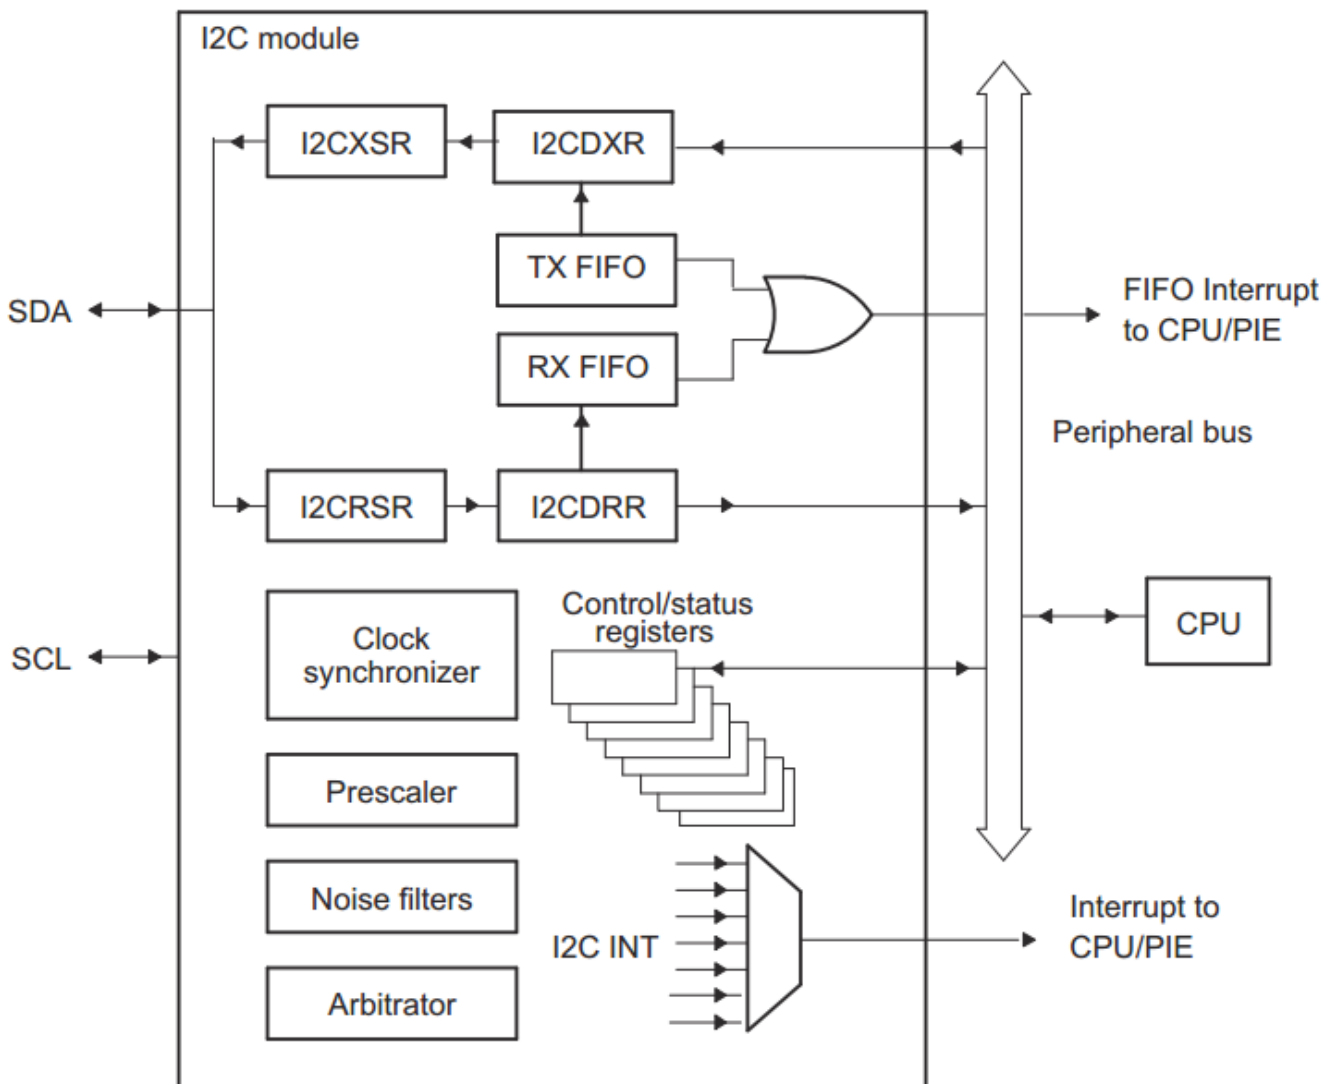 I2C module
I2CXSR
I2CDXR
TX FIFO
RX FIFO
SDA
FIFO Interrupt
to CPU/PIE
Peripheral bus
I2CRSR
I2CDRR
Control/status
registers
Clock
synchronizer
SCL
CPU
Prescaler
Noise filters
I2C INT
Interrupt to
CPU/PIE
Arbitrator